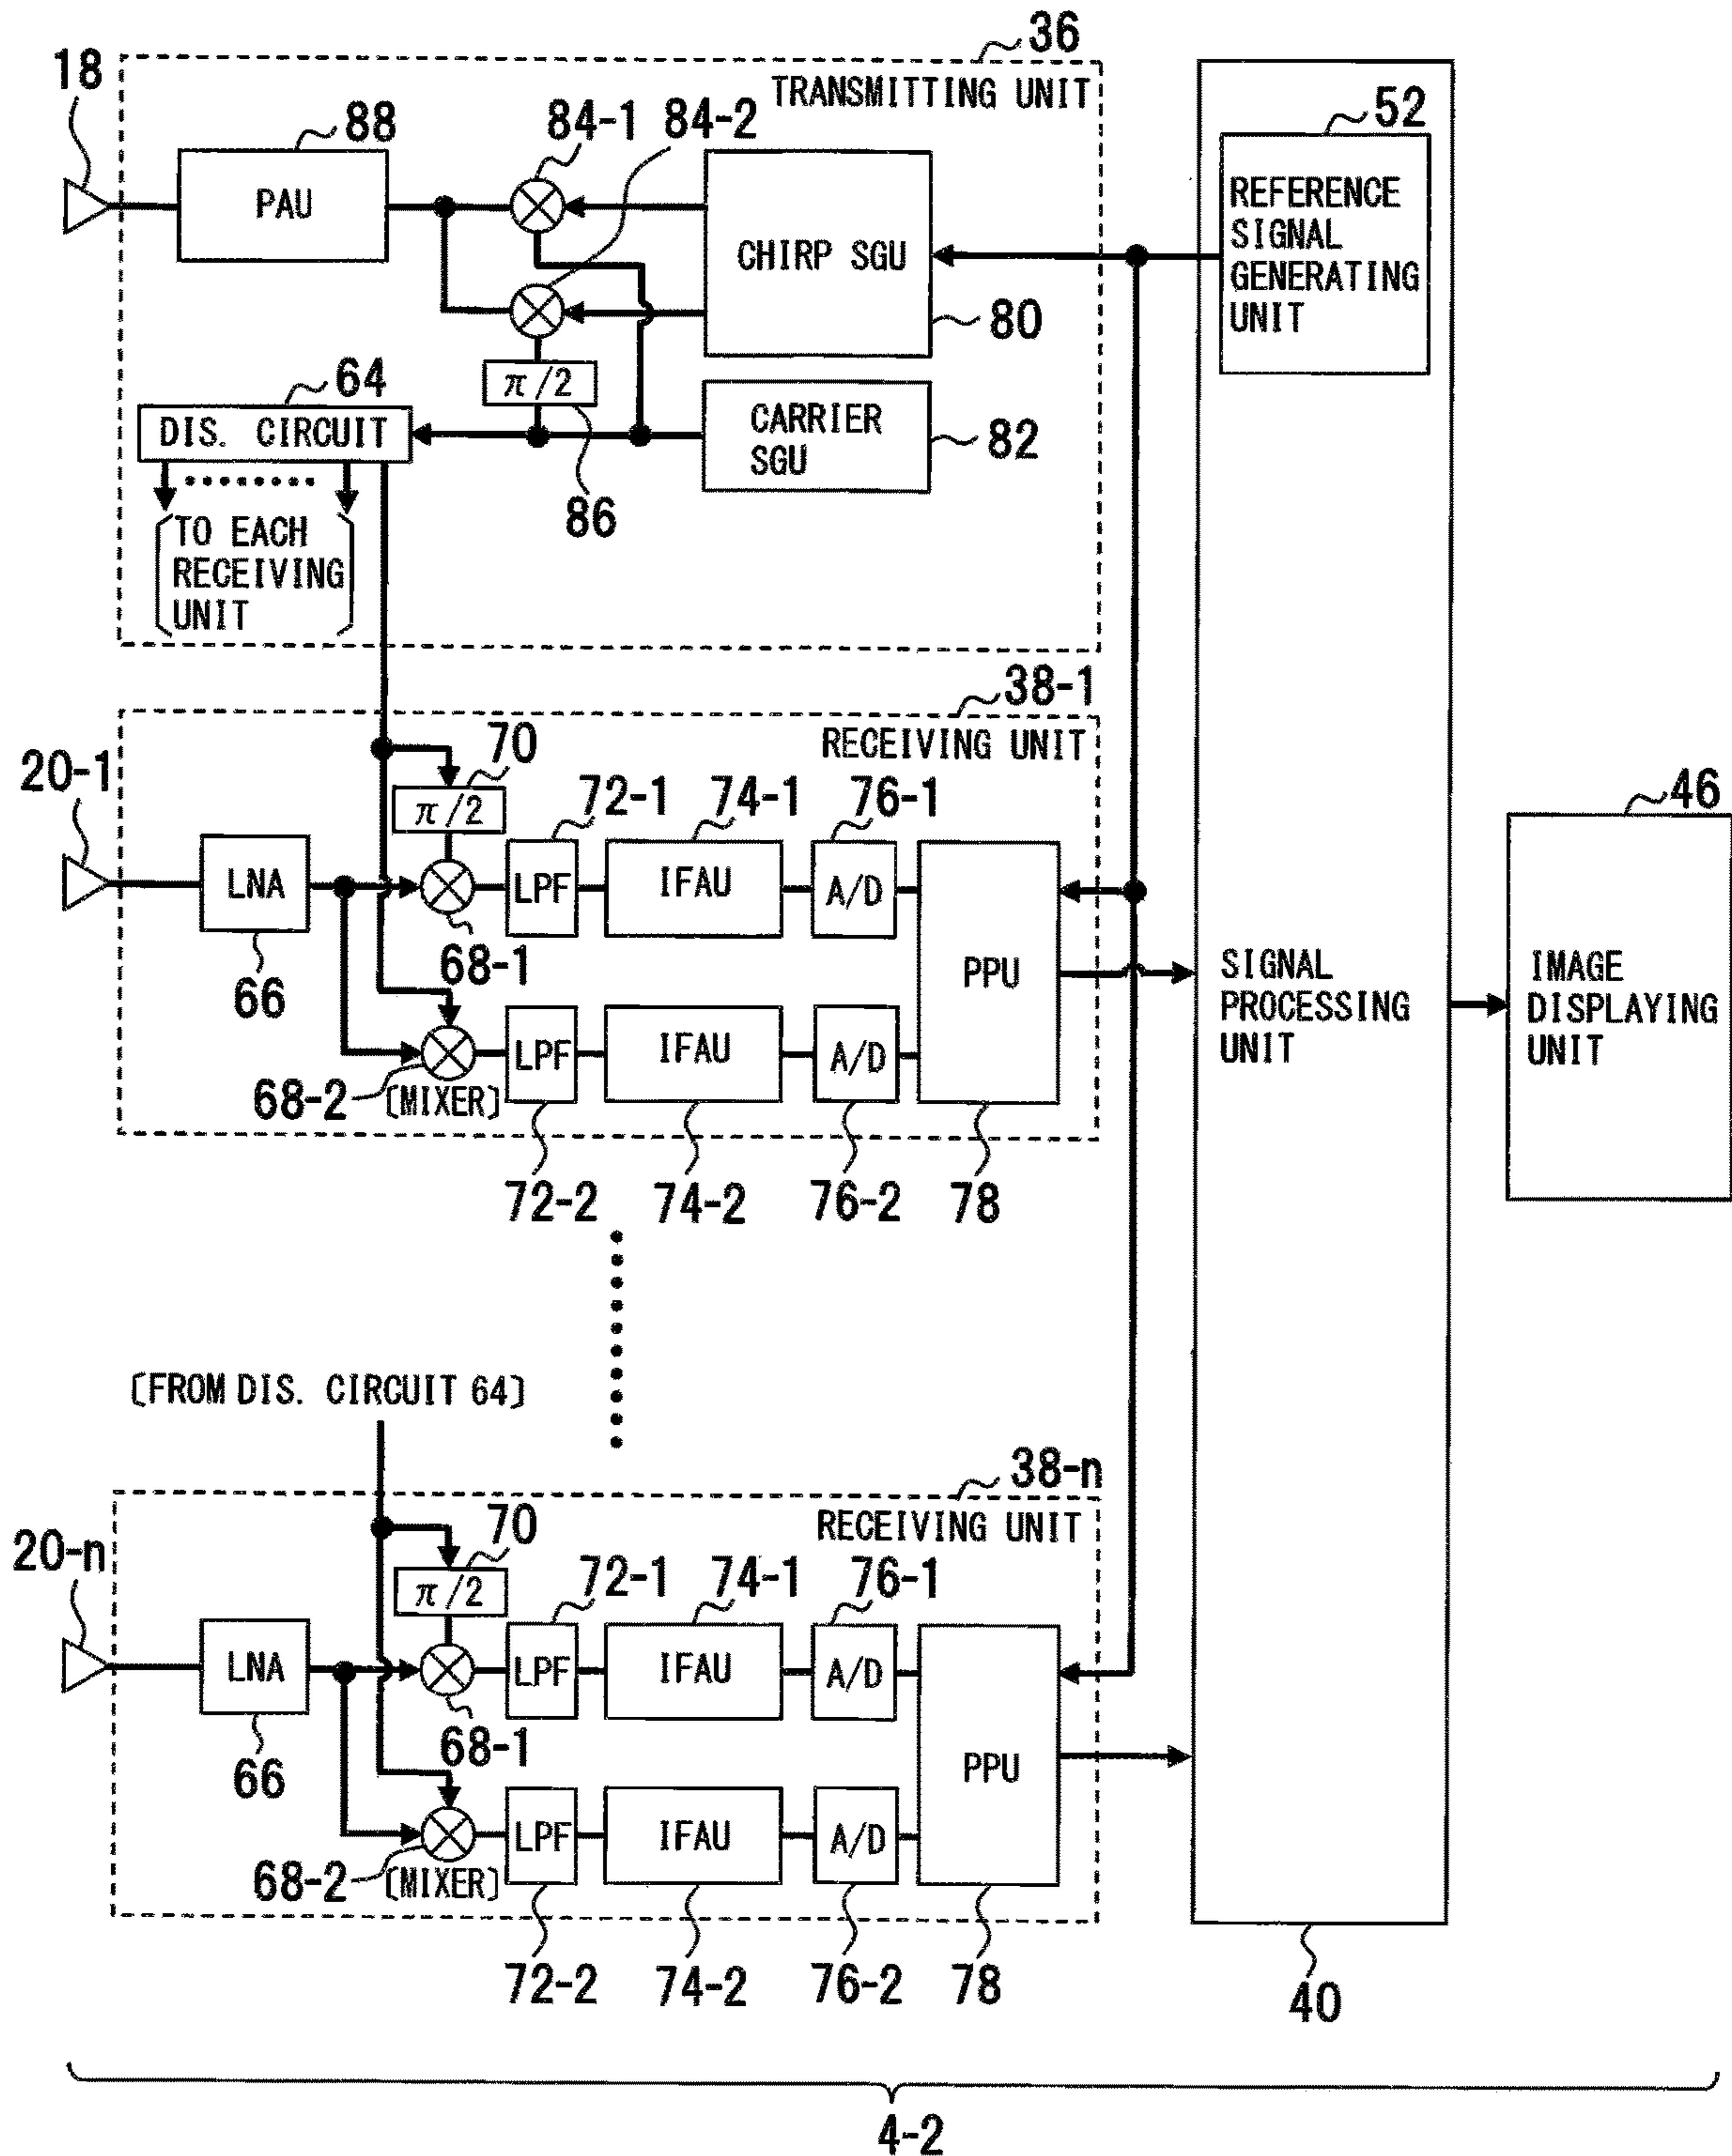 36
18
TRANSMITTING UNIT
88
84-1
84-2
52
PAU
CHIRP SGU
REFERENCE
SIGNAL
GENERATING
UNIT
80
π/2
64
DIS. CIRCUIT
CARRIER
SGU
82
86
TO EACH
RECEIVING
UNIT
38-1
RECEIVING UNIT
20-1
70
π/2
72-1
74-1
76-1
46
LNA
LPF
IFAU
A/D
66
68-1
PPU
SIGNAL
PROCESSING
UNIT
IMAGE
DISPLAYING
UNIT
LPF
IFAU
A/D
68-2
[MIXER]
72-2
74-2
76-2
78
[FROM DIS. CIRCUIT 64]
38-n
RECEIVING UNIT
20-n
70
π/2
72-1
74-1
76-1
LNA
LPF
IFAU
A/D
66
68-1
PPU
LPF
IFAU
A/D
68-2
[MIXER]
72-2
74-2
76-2
78
40
4-2